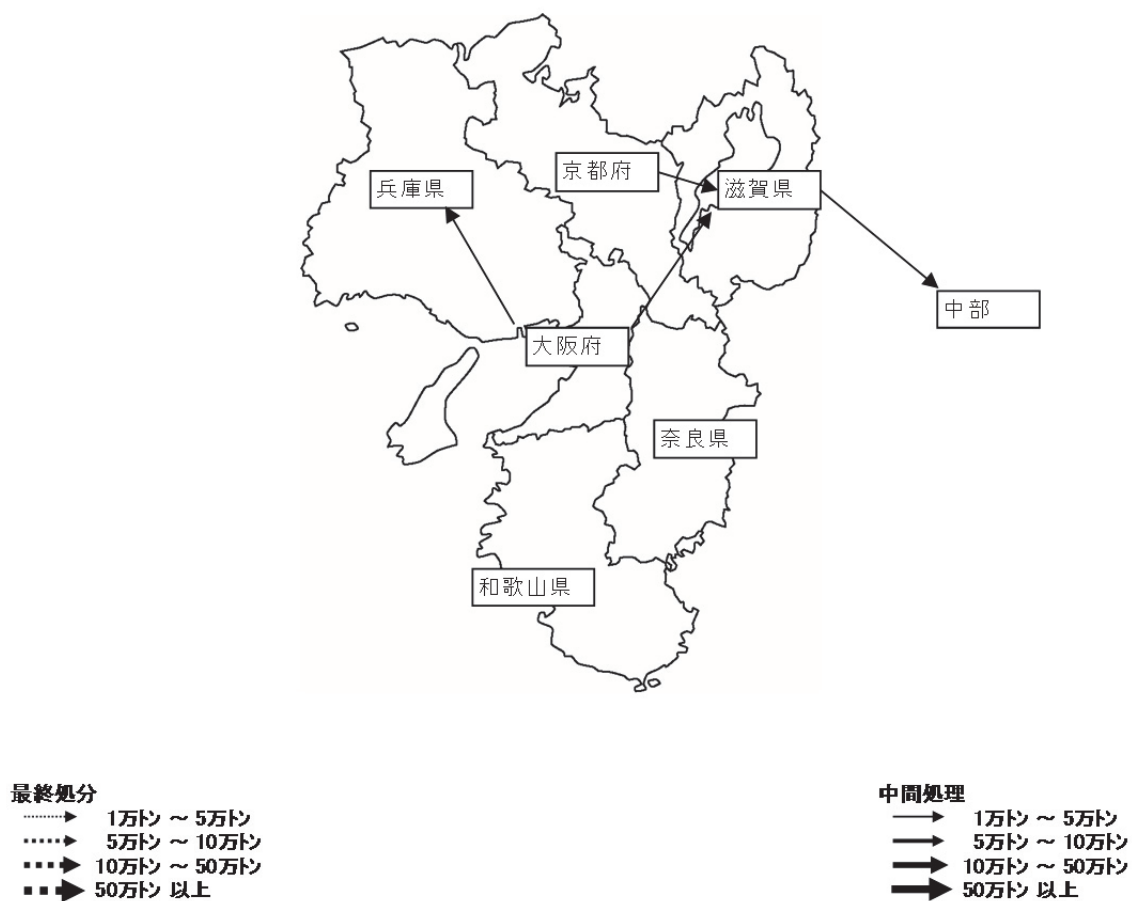 京都府
兵庫県
滋賀県
中部
大阪府
奈良県
和歌山県
最終処分
1万トン ～ 5万トン
5万トン ～ 10万トン
10万トン ～ 50万トン
50万トン 以上
中間処理
1万トン ～ 5万トン
5万トン ～ 10万トン
10万トン ～ 50万トン
50万トン 以上